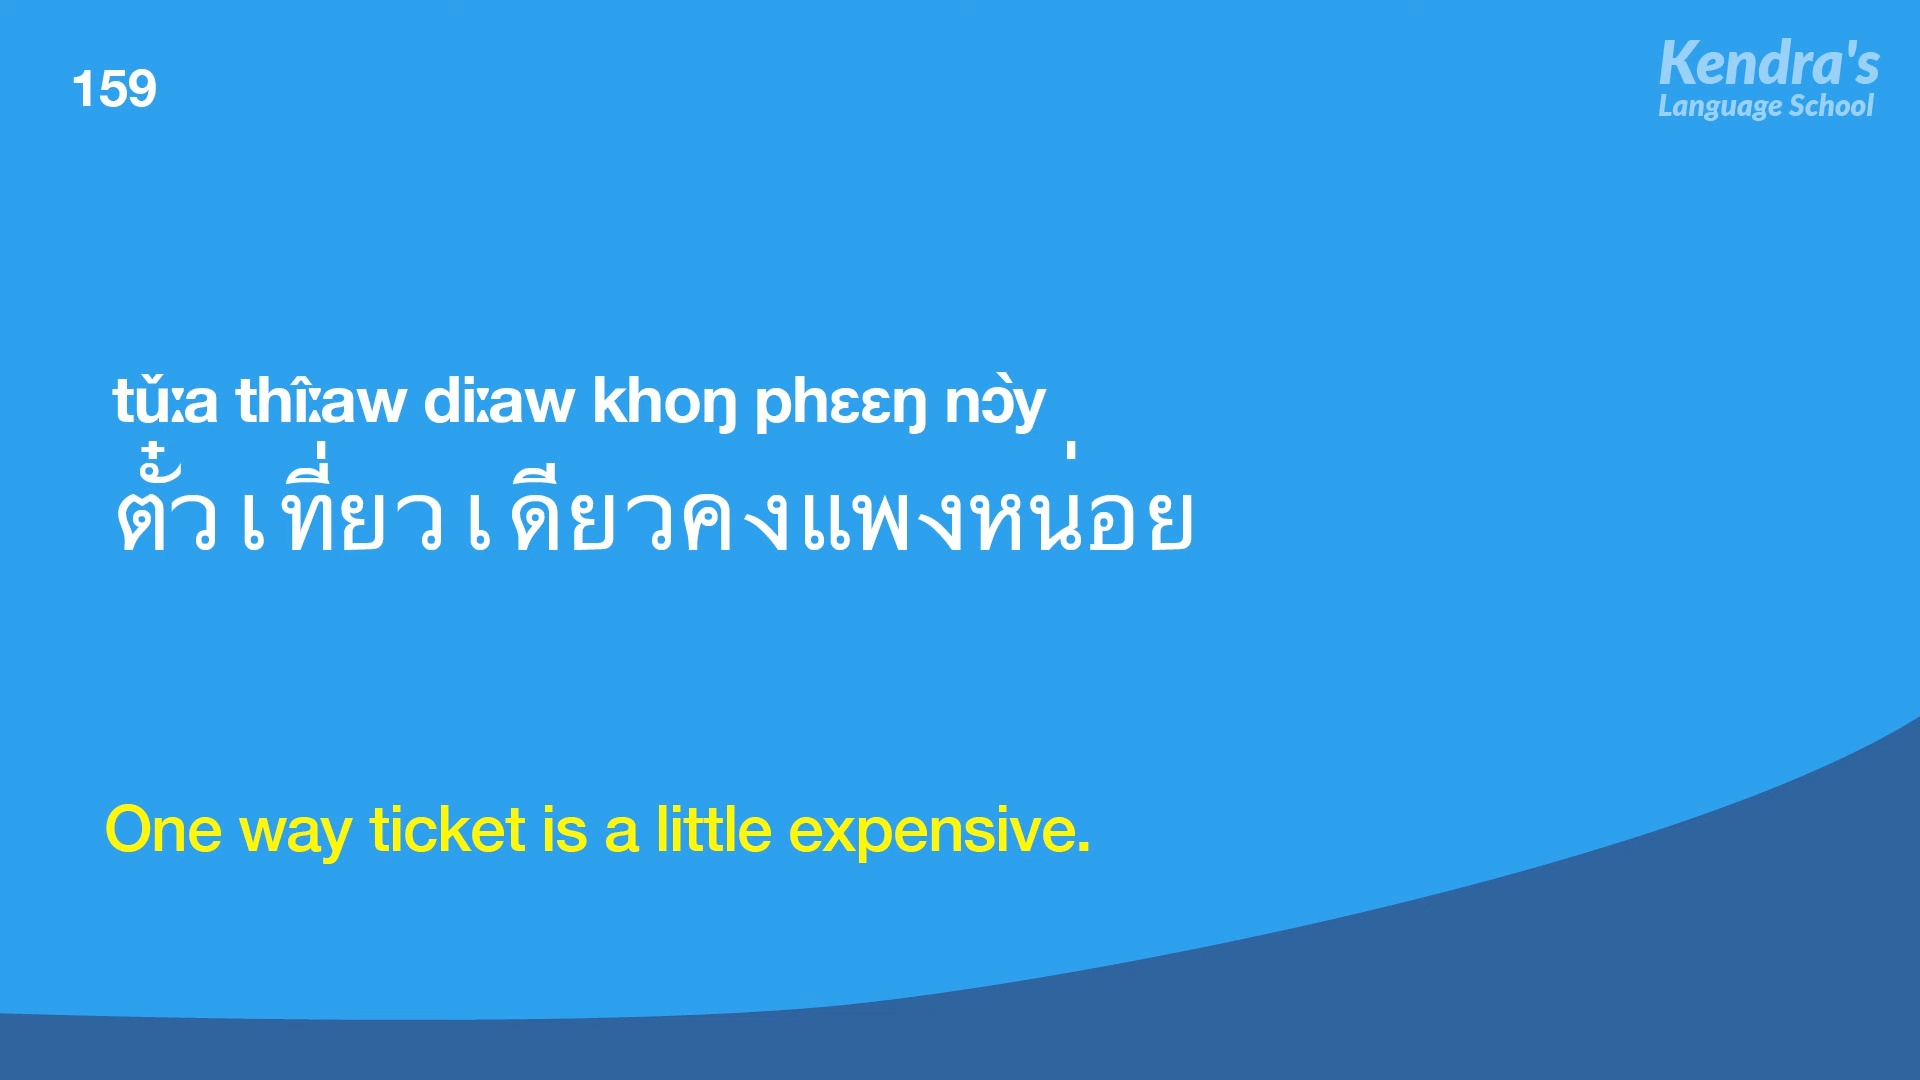 159
Kendra's
Language School
tǔːa thîːaw diːaw khoŋ phɛɛŋ nɔ̀y
ตั๋วเที่ยวเดียวคงแพงหน่อย
One way ticket is a little expensive.